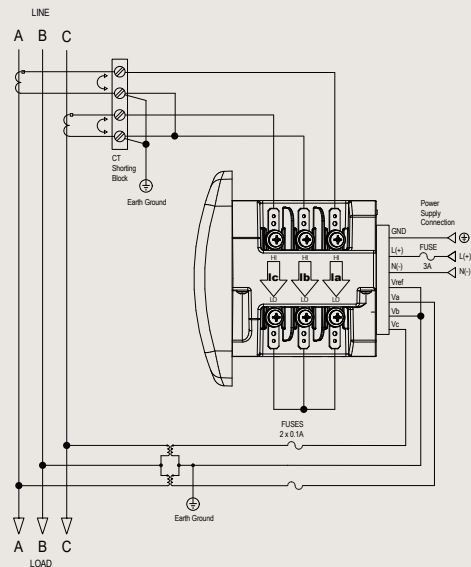 LINE
A B C
CT
Shorting
Block
Earth Ground
Power
Supply
Connection
GND
L(+)
FUSE
L(+)
N(-)
3A
N(-)
Vref
Va
Vb
Vc
HI HI HI
Ic Ib Ia
LO LO LO
FUSES
2 x 0.1A
Earth Ground
A B C
LOAD